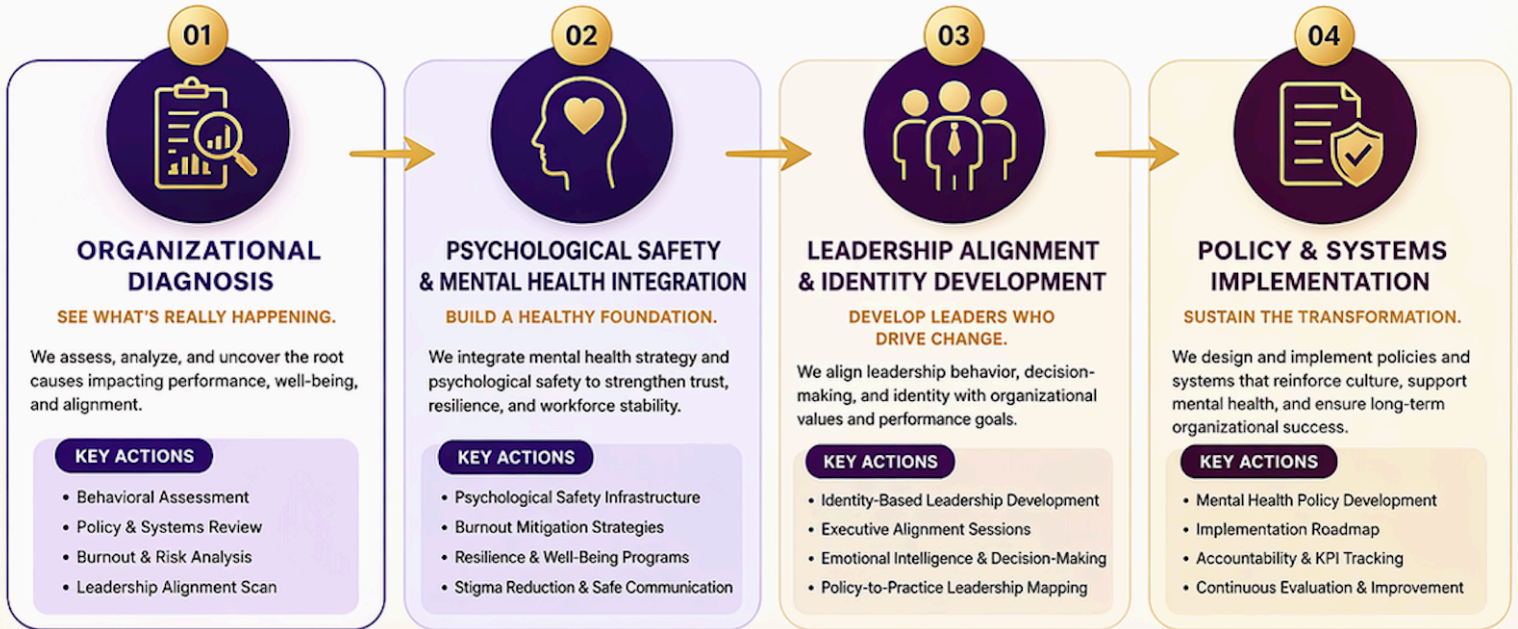 01
ORGANIZATIONAL
DIAGNOSIS
SEE WHAT'S REALLY HAPPENING.
We assess, analyze, and uncover the root
causes impacting performance, well-being,
and alignment.
KEY ACTIONS
• Behavioral Assessment
• Policy & Systems Review
• Burnout & Risk Analysis
• Leadership Alignment Scan
02
PSYCHOLOGICAL SAFETY
& MENTAL HEALTH INTEGRATION
BUILD A HEALTHY FOUNDATION.
We integrate mental health strategy and
psychological safety to strengthen trust,
resilience, and workforce stability.
KEY ACTIONS
• Psychological Safety Infrastructure
• Burnout Mitigation Strategies
• Resilience & Well-Being Programs
• Stigma Reduction & Safe Communication
03
LEADERSHIP ALIGNMENT
& IDENTITY DEVELOPMENT
DEVELOP LEADERS WHO
DRIVE CHANGE.
We align leadership behavior, decision-
making, and identity with organizational
values and performance goals.
KEY ACTIONS
• Identity-Based Leadership Development
• Executive Alignment Sessions
• Emotional Intelligence & Decision-Making
• Policy-to-Practice Leadership Mapping
04
POLICY & SYSTEMS
IMPLEMENTATION
SUSTAIN THE TRANSFORMATION.
We design and implement policies and
systems that reinforce culture, support
mental health, and ensure long-term
organizational success.
KEY ACTIONS
• Mental Health Policy Development
• Implementation Roadmap
• Accountability & KPI Tracking
• Continuous Evaluation & Improvement